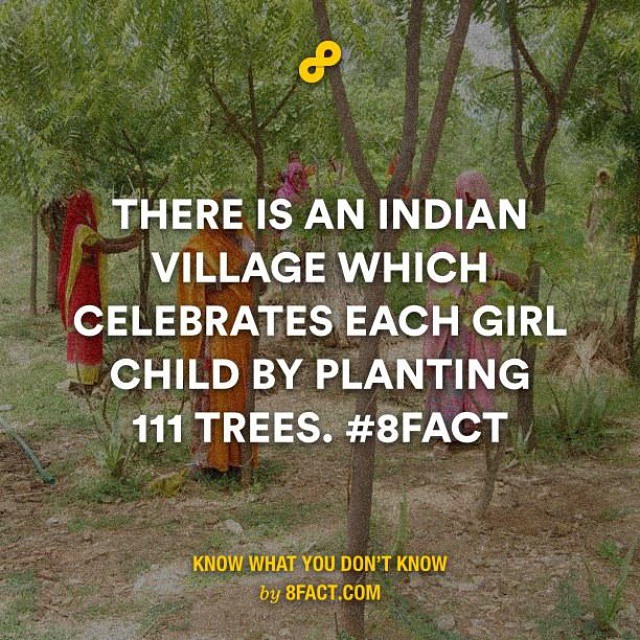 THERE IS AN INDIAN
VILLAGE WHICH
CELEBRATES EACH GIRL
CHILD BY PLANTING
111 TREES. #8FACT
KNOW WHAT YOU DON'T KNOW
by 8FACT.COM